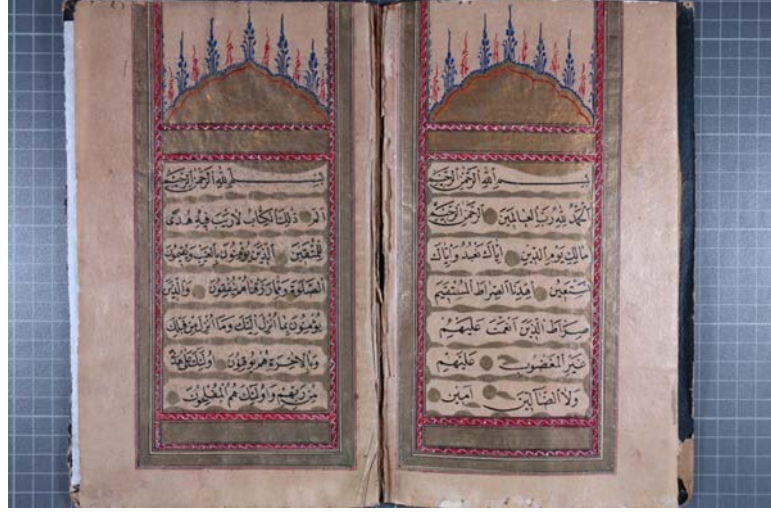 بسم الله الرحمن الرحيم
الحمد لله رب العالمين الرحمن الرحيم
مالك يوم الدين اياك نعبد واياك
نستعين اهدنا الصراط المستقيم
صراط الذين انعمت عليهم
غير المغضوب عليهم
ولا الضالين امين
بسم الله الرحمن الرحيم
الم ذلك الكتاب لا ريب فيه هدى
للمتقين الذين يؤمنون بالغيب ويقيمون
الصلوة ومما رزقناهم ينفقون والذين
يؤمنون بما انزل اليك وما انزل من قبلك
وبالاخرة هم يوقنون اولئك على هدى
من ربهم واولئك هم المفلحون